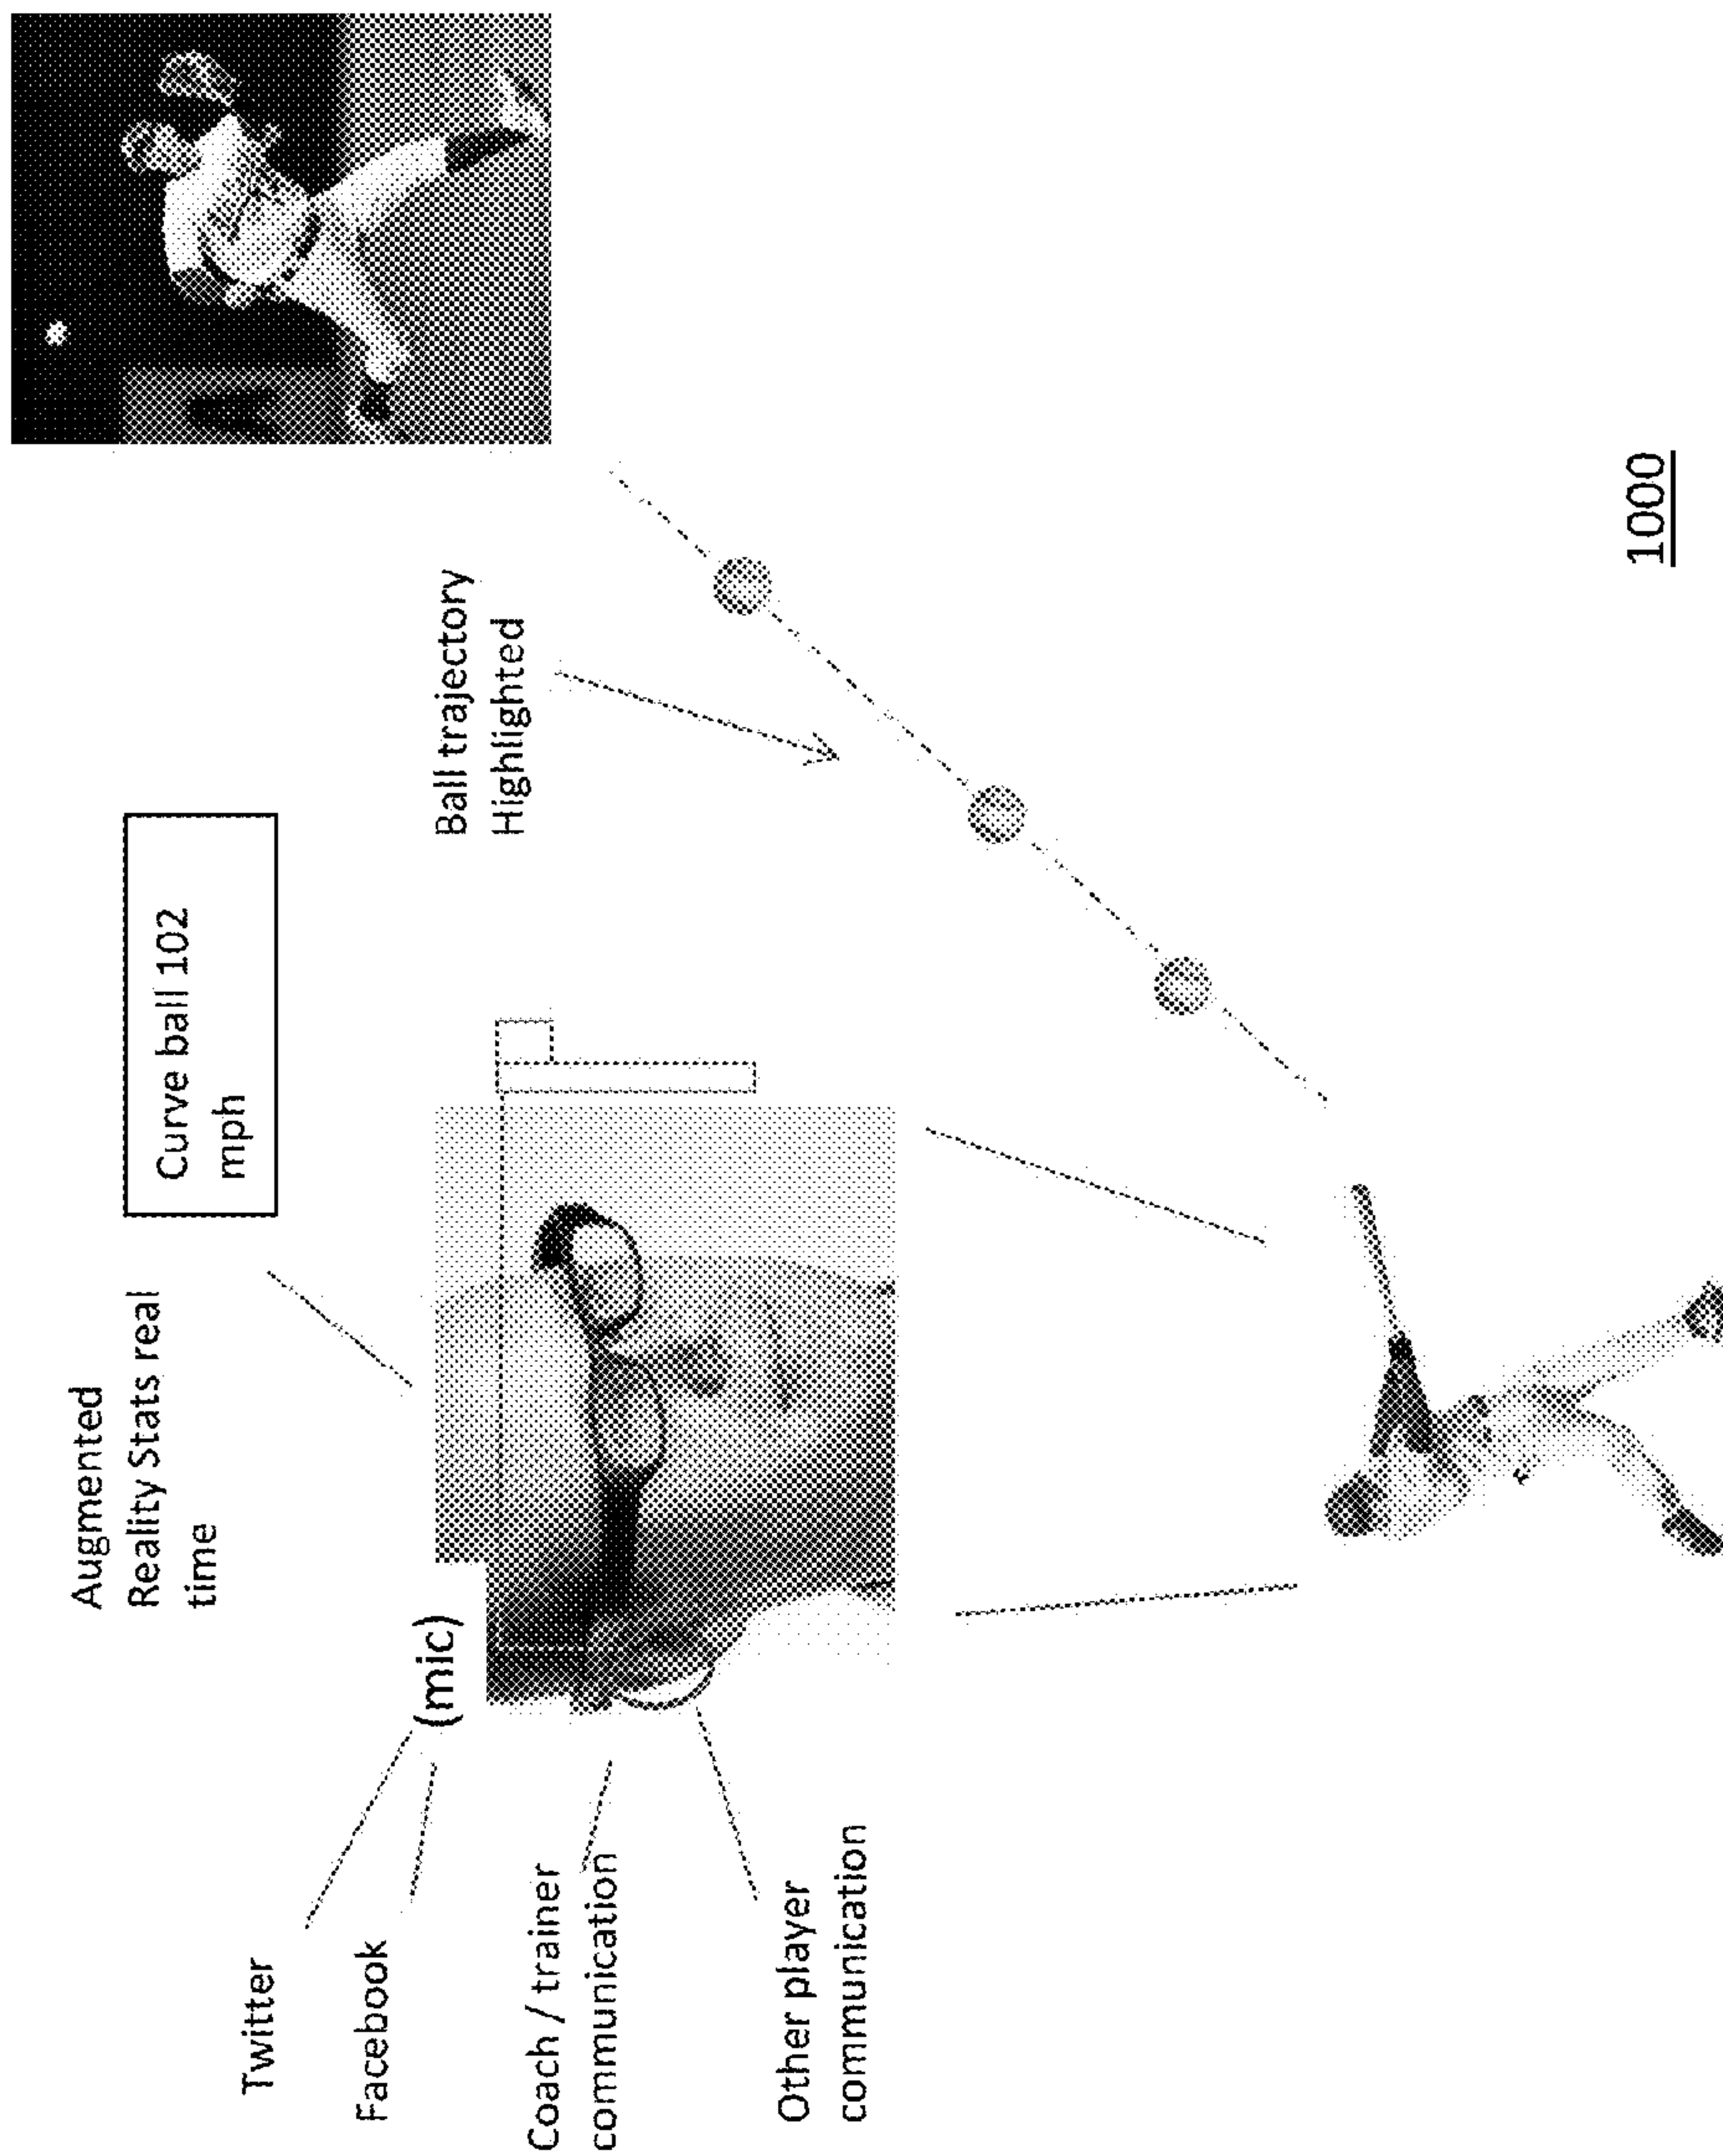 Augmented
Reality Stats real
time
Curve ball 102
mph
Twitter
Facebook
(mic)
Coach / trainer
communication
Other player
communication
Ball trajectory
Highlighted
1000